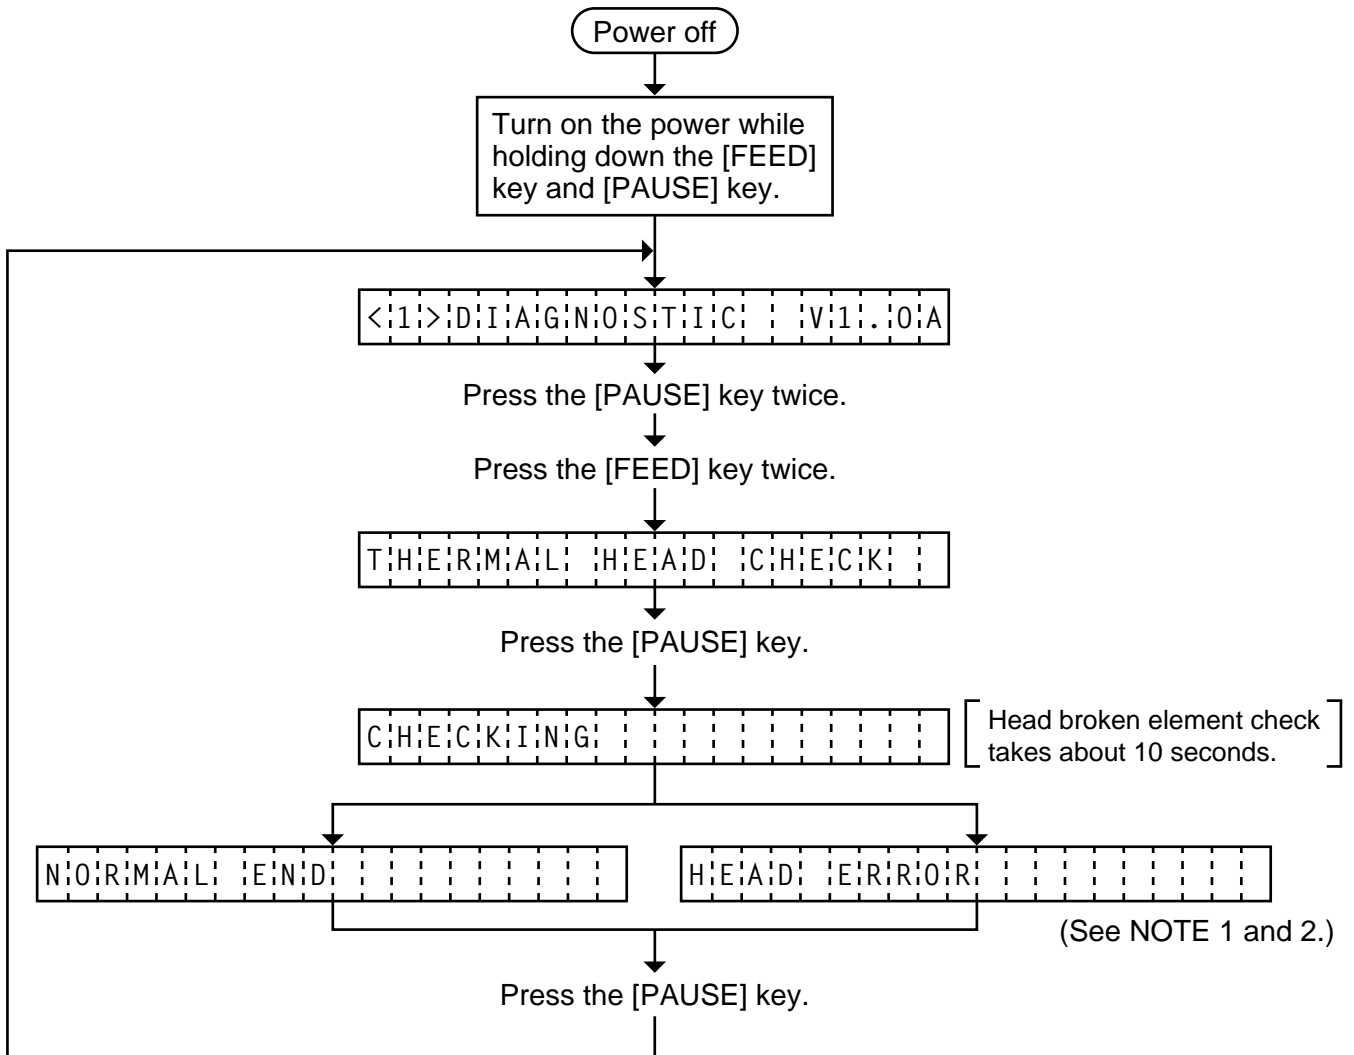 Power off
Turn on the power while
holding down the [FEED]
key and [PAUSE] key.
<1>DIAGNOSTIC  V1.0A
Press the [PAUSE] key twice.
Press the [FEED] key twice.
THERMAL HEAD CHECK
Press the [PAUSE] key.
CHECKING
Head broken element check
takes about 10 seconds.
NORMAL END
HEAD ERROR
(See NOTE 1 and 2.)
Press the [PAUSE] key.